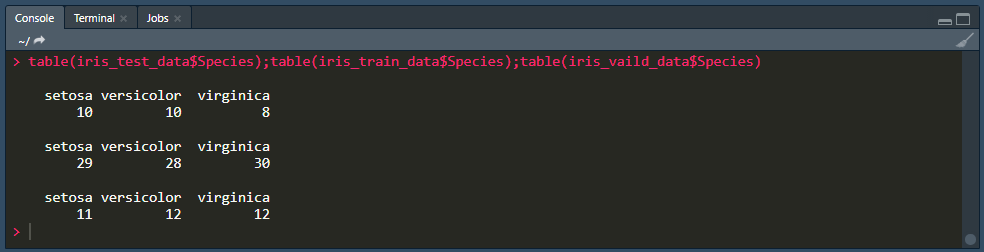 Console Terminal × Jobs ×
~/
> table(iris_test_data$Species);table(iris_train_data$Species);table(iris_vaild_data$Species)
setosa versicolor virginica
10 10 8
setosa versicolor virginica
29 28 30
setosa versicolor virginica
11 12 12
>